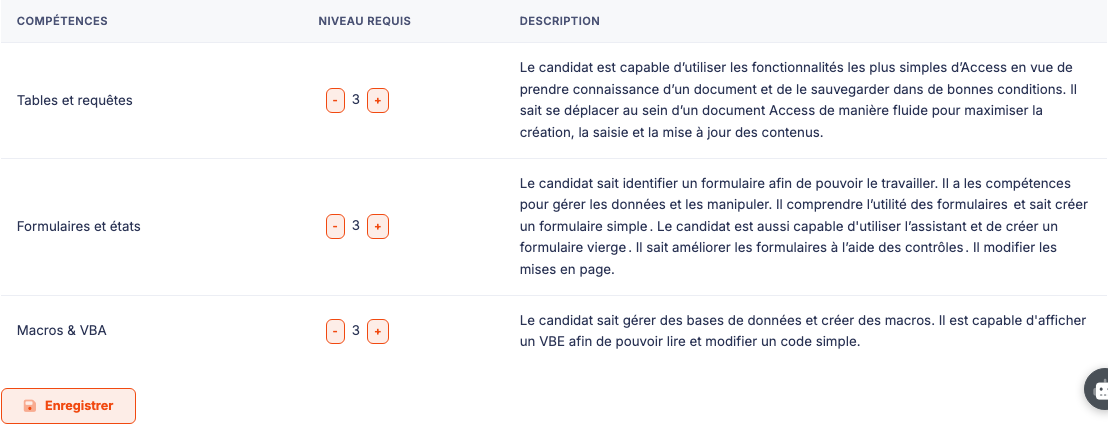 COMPÉTENCES NIVEAU REQUIS DESCRIPTION
Tables et requêtes
- 3 +
Le candidat est capable d’utiliser les fonctionnalités les plus simples d’Access en vue de
prendre connaissance d’un document et de le sauvegarder dans de bonnes conditions. Il
sait se déplacer au sein d’un document Access de manière fluide pour maximiser la
création, la saisie et la mise à jour des contenus.
Formulaires et états
- 3 +
Le candidat sait identifier un formulaire afin de pouvoir le travailler. Il a les compétences
pour gérer les données et les manipuler. Il comprendre l’utilité des formulaires et sait créer
un formulaire simple. Le candidat est aussi capable d'utiliser l’assistant et de créer un
formulaire vierge. Il sait améliorer les formulaires à l’aide des contrôles. Il modifier les
mises en page.
Macros & VBA
- 3 +
Le candidat sait gérer des bases de données et créer des macros. Il est capable d'afficher
un VBE afin de pouvoir lire et modifier un code simple.
Enregistrer